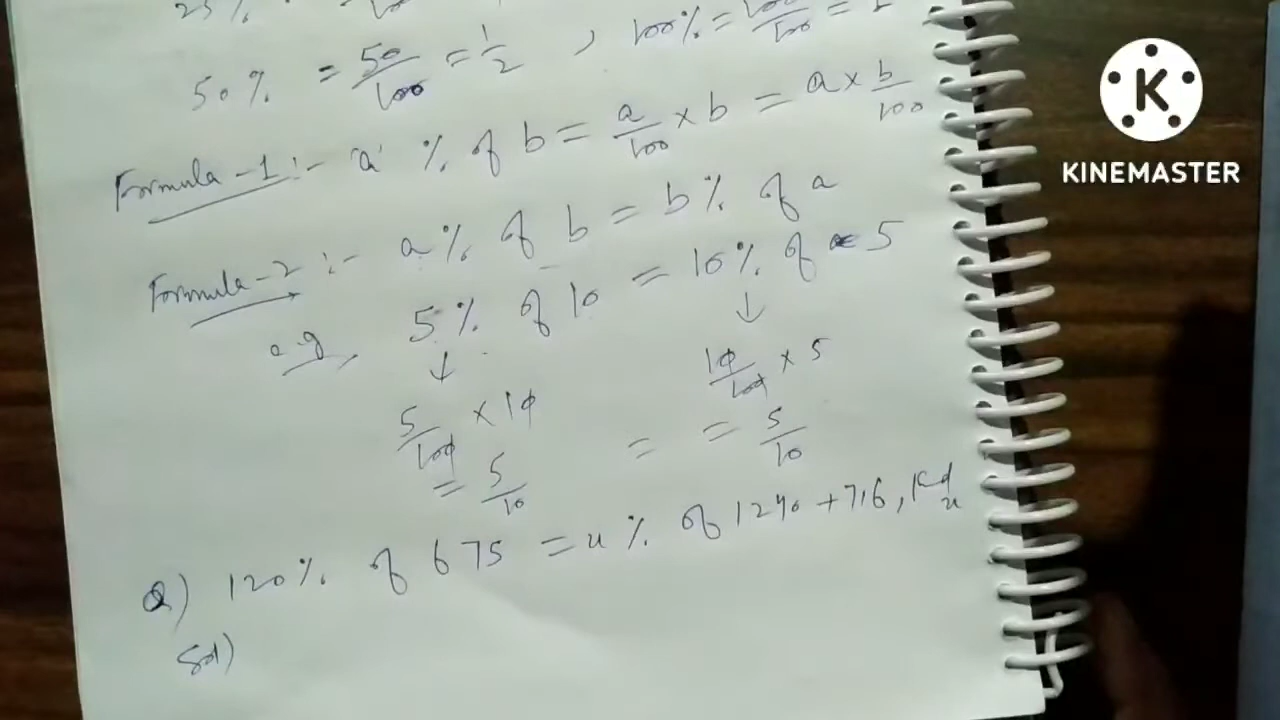 25%
50% = 50/100 = 1/2 , 100% = 100/100 = 1
Formula-1 :- 'a' % of b = a/100 × b = a × b/100
Formula-2 :- a% of b = b% of a
e.g, 5% of 10 = 10% of 5
↓ ↓
5/100 × 10 10/100 × 5
= 5/10 = = 5/10
Q) 120% of 675 = x% of 1240 + 716,
Sol)
K
KINEMASTER